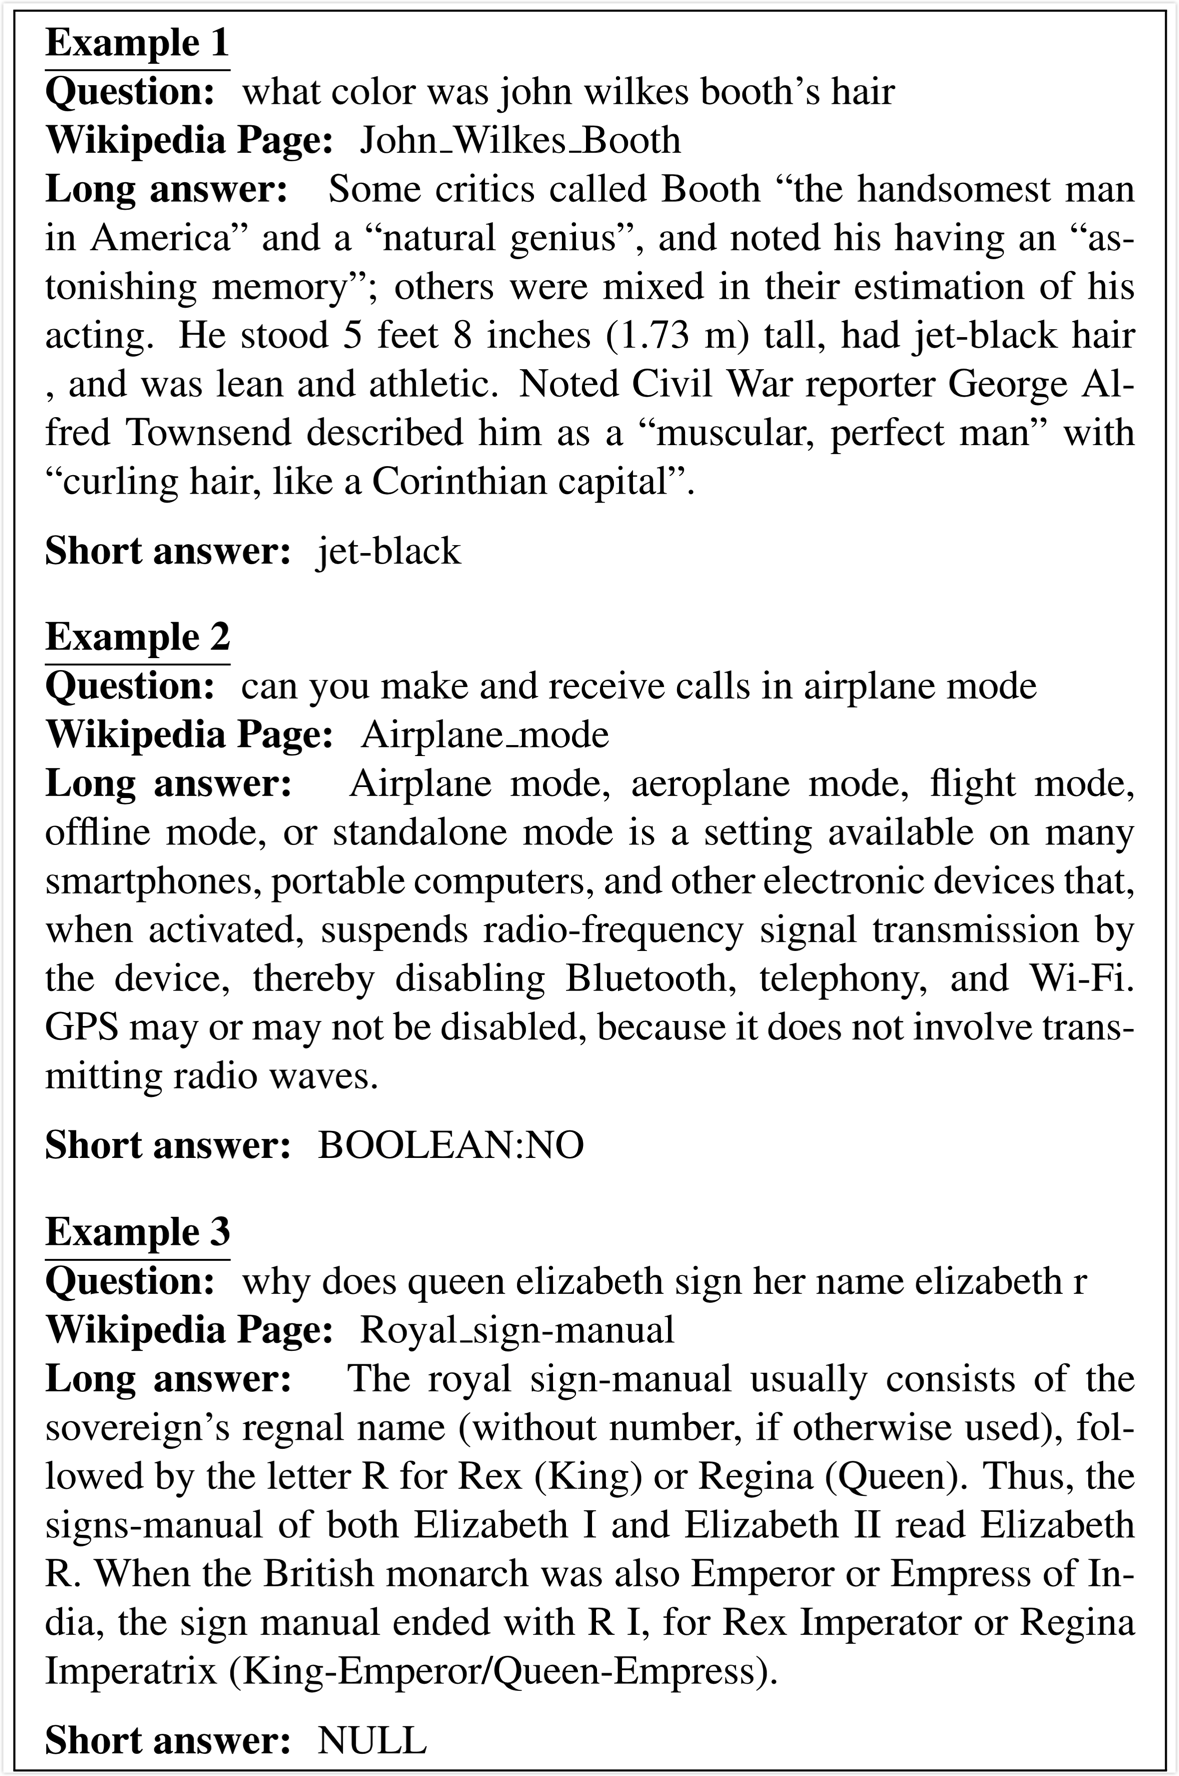 Example 1
Question: what color was john wilkes booth’s hair
Wikipedia Page: John_Wilkes_Booth
Long answer: Some critics called Booth “the handsomest man
in America” and a “natural genius”, and noted his having an “as-
tonishing memory”; others were mixed in their estimation of his
acting. He stood 5 feet 8 inches (1.73 m) tall, had jet-black hair
, and was lean and athletic. Noted Civil War reporter George Al-
fred Townsend described him as a “muscular, perfect man” with
“curling hair, like a Corinthian capital”.
Short answer: jet-black
Example 2
Question: can you make and receive calls in airplane mode
Wikipedia Page: Airplane_mode
Long answer: Airplane mode, aeroplane mode, flight mode,
offline mode, or standalone mode is a setting available on many
smartphones, portable computers, and other electronic devices that,
when activated, suspends radio-frequency signal transmission by
the device, thereby disabling Bluetooth, telephony, and Wi-Fi.
GPS may or may not be disabled, because it does not involve trans-
mitting radio waves.
Short answer: BOOLEAN:NO
Example 3
Question: why does queen elizabeth sign her name elizabeth r
Wikipedia Page: Royal_sign-manual
Long answer: The royal sign-manual usually consists of the
sovereign’s regnal name (without number, if otherwise used), fol-
lowed by the letter R for Rex (King) or Regina (Queen). Thus, the
signs-manual of both Elizabeth I and Elizabeth II read Elizabeth
R. When the British monarch was also Emperor or Empress of In-
dia, the sign manual ended with R I, for Rex Imperator or Regina
Imperatrix (King-Emperor/Queen-Empress).
Short answer: NULL